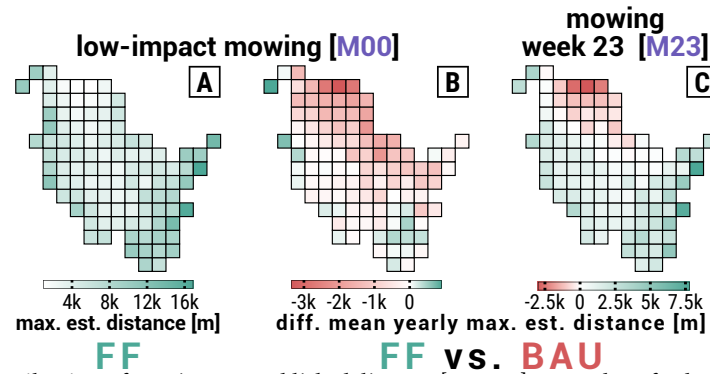 mowing
low-impact mowing [M00] week 23 [M23]
A B C
4k 8k 12k 16k -3k -2k -1k 0 -2.5k 0 2.5k 5k 7.5k
max. est. distance [m] diff. mean yearly max. est. distance [m]
FF FF vs. BAU